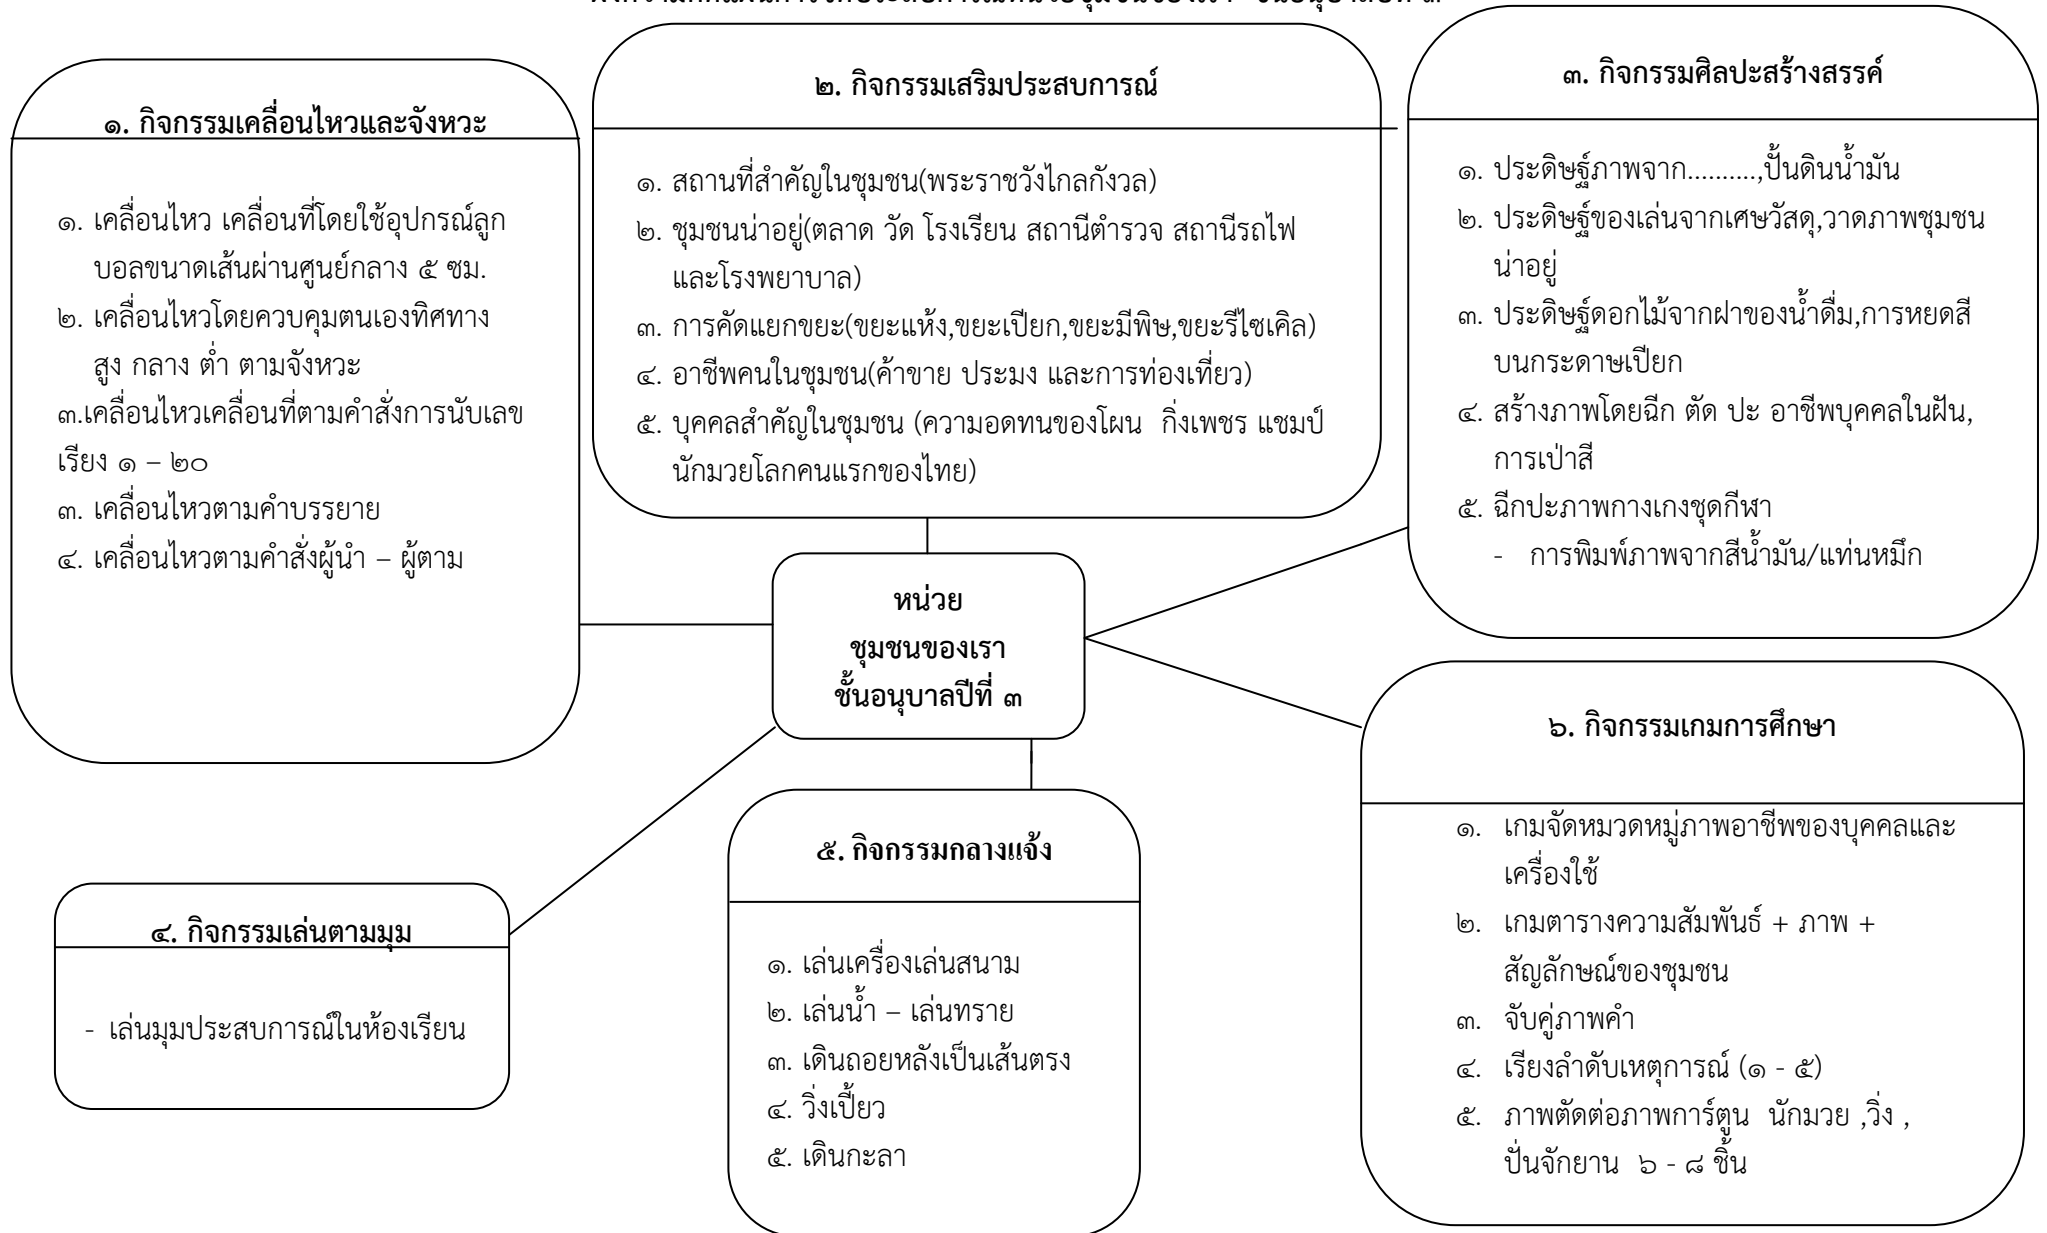 ๑. กิจกรรมเคลื่อนไหวและจังหวะ
๑. เคลื่อนไหว เคลื่อนที่โดยใช้อุปกรณ์ลูก
บอลขนาดเส้นผ่านศูนย์กลาง ๕ ซม.
๒. เคลื่อนไหวโดยควบคุมตนเองทิศทาง
สูง กลาง ต่ำ ตามจังหวะ
๓.เคลื่อนไหวเคลื่อนที่ตามคำสั่งการนับเลข
เรียง ๑ – ๒๐
๓. เคลื่อนไหวตามคำบรรยาย
๔. เคลื่อนไหวตามคำสั่งผู้นำ – ผู้ตาม
๒. กิจกรรมเสริมประสบการณ์
๑. สถานที่สำคัญในชุมชน(พระราชวังไกลกังวล)
๒. ชุมชนน่าอยู่(ตลาด วัด โรงเรียน สถานีตำรวจ สถานีรถไฟ
และโรงพยาบาล)
๓. การคัดแยกขยะ(ขยะแห้ง,ขยะเปียก,ขยะมีพิษ,ขยะรีไซเคิล)
๔. อาชีพคนในชุมชน(ค้าขาย ประมง และการท่องเที่ยว)
๕. บุคคลสำคัญในชุมชน (ความอดทนของโผน กิ่งเพชร แชมป์
นักมวยโลกคนแรกของไทย)
๓. กิจกรรมศิลปะสร้างสรรค์
๑. ประดิษฐ์ภาพจาก..........,ปั้นดินน้ำมัน
๒. ประดิษฐ์ของเล่นจากเศษวัสดุ,วาดภาพชุมชน
น่าอยู่
๓. ประดิษฐ์ดอกไม้จากฝาของน้ำดื่ม,การหยดสี
บนกระดาษเปียก
๔. สร้างภาพโดยฉีก ตัด ปะ อาชีพบุคคลในฝัน,
การเป่าสี
๕. ฉีกปะภาพกางเกงชุดกีฬา
- การพิมพ์ภาพจากสีน้ำมัน/แท่นหมึก
หน่วย
ชุมชนของเรา
ชั้นอนุบาลปีที่ ๓
๔. กิจกรรมเล่นตามมุม
- เล่นมุมประสบการณ์ในห้องเรียน
๕. กิจกรรมกลางแจ้ง
๑. เล่นเครื่องเล่นสนาม
๒. เล่นน้ำ – เล่นทราย
๓. เดินถอยหลังเป็นเส้นตรง
๔. วิ่งเปี้ยว
๕. เดินกะลา
๖. กิจกรรมเกมการศึกษา
๑. เกมจัดหมวดหมู่ภาพอาชีพของบุคคลและ
เครื่องใช้
๒. เกมตารางความสัมพันธ์ + ภาพ +
สัญลักษณ์ของชุมชน
๓. จับคู่ภาพคำ
๔. เรียงลำดับเหตุการณ์ (๑ - ๕)
๕. ภาพตัดต่อภาพการ์ตูน นักมวย ,วิ่ง ,
ปั่นจักยาน ๖ - ๘ ชิ้น